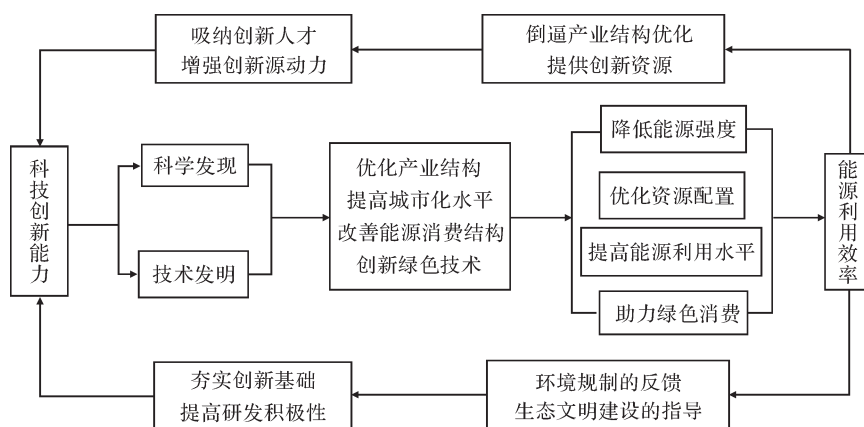 吸纳创新人才
增强创新源动力
倒逼产业结构优化
提供创新资源
科技创新能力
科学发现
技术发明
优化产业结构
提高城市化水平
改善能源消费结构
创新绿色技术
降低能源强度
优化资源配置
提高能源利用水平
助力绿色消费
能源利用效率
夯实创新基础
提高研发积极性
环境规制的反馈
生态文明建设的指导